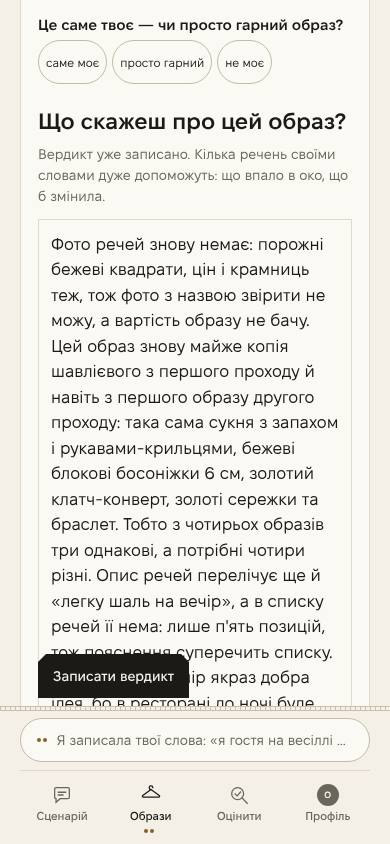 Це саме твоє — чи просто гарний образ?
саме моє
просто гарний
не моє
Що скажеш про цей образ?
Вердикт уже записано. Кілька речень своїми
словами дуже допоможуть: що впало в око, що
б змінила.
Фото речей знову немає: порожні
бежеві квадрати, цін і крамниць
теж, тож фото з назвою звірити не
можу, а вартість образу не бачу.
Цей образ знову майже копія
шавлієвого з першого проходу й
навіть з першого образу другого
проходу: така сама сукня з запахом
і рукавами-крильцями, бежеві
блокові босоніжки 6 см, золотий
клатч-конверт, золоті сережки та
браслет. Тобто з чотирьох образів
три однакові, а потрібні чотири
різні. Опис речей перелічує ще й
«легку шаль на вечір», а в списку
речей її нема: лише п'ять позицій,
тож пояснення суперечить списку.
Записати вердикт
якраз добра
ідея, бо в ресторані до ночі буде
Я записала твої слова: «я гостя на весіллі ...
Сценарій
Образи
Оцінити
О
Профіль